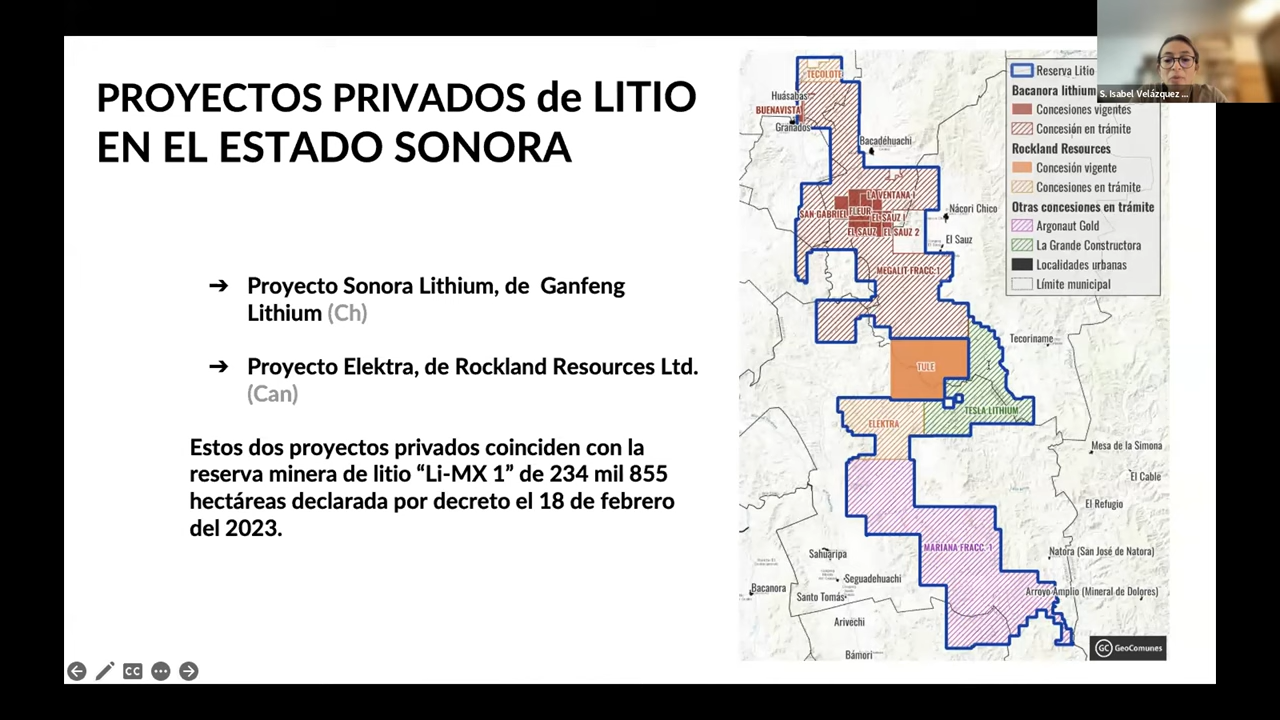 PROYECTOS PRIVADOS de LITIO
EN EL ESTADO SONORA
➔ Proyecto Sonora Lithium, de Ganfeng
Lithium (Ch)
➔ Proyecto Elektra, de Rockland Resources Ltd.
(Can)
Estos dos proyectos privados coinciden con la
reserva minera de litio “Li-MX 1” de 234 mil 855
hectáreas declarada por decreto el 18 de febrero
del 2023.
TECOLOTE
Huásabas
BUENAVISTA
Granados
Bacadéhuachi
LA VENTANA 1
SAN GABRIEL
FLEUR
EL SAUZ 1
EL SAUZ
EL SAUZ 2
Nácori Chico
El Sauz
MEGALIT FRACC.1
Tecoriname
TULE
TESLA LITHIUM
ELEKTRA
Mesa de la Simona
El Cable
El Refugio
MARIANA FRACC. 1
Natora (San José de Natora)
Sahuaripa
Seguadehuachi
Bacanora
Santo Tomás
Arroyo Amplio (Mineral de Dolores)
Arivechi
Bámori
Reserva Litio
Bacanora lithium
Concesiones vigentes
Concesión en trámite
Rockland Resources
Concesión vigente
Concesiones en trámite
Otras concesiones en trámite
Argonaut Gold
La Grande Constructora
Localidades urbanas
Límite municipal
GC GeoComunes
S. Isabel Velázquez ...
CC